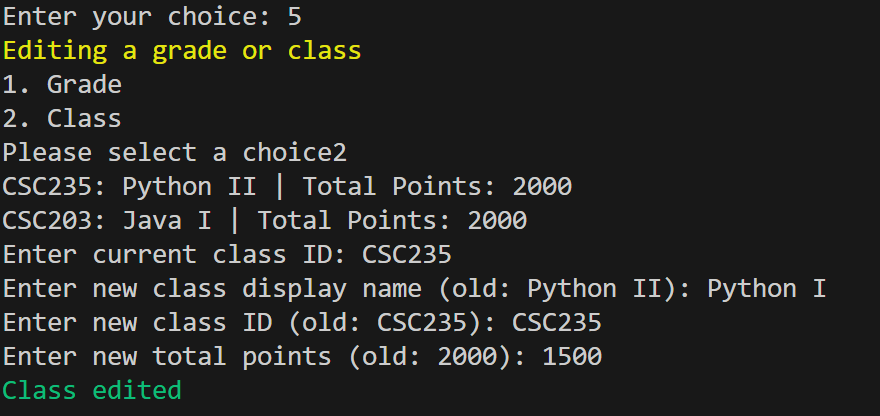 Enter your choice: 5
Editing a grade or class
1. Grade
2. Class
Please select a choice2
CSC235: Python II | Total Points: 2000
CSC203: Java I | Total Points: 2000
Enter current class ID: CSC235
Enter new class display name (old: Python II): Python I
Enter new class ID (old: CSC235): CSC235
Enter new total points (old: 2000): 1500
Class edited